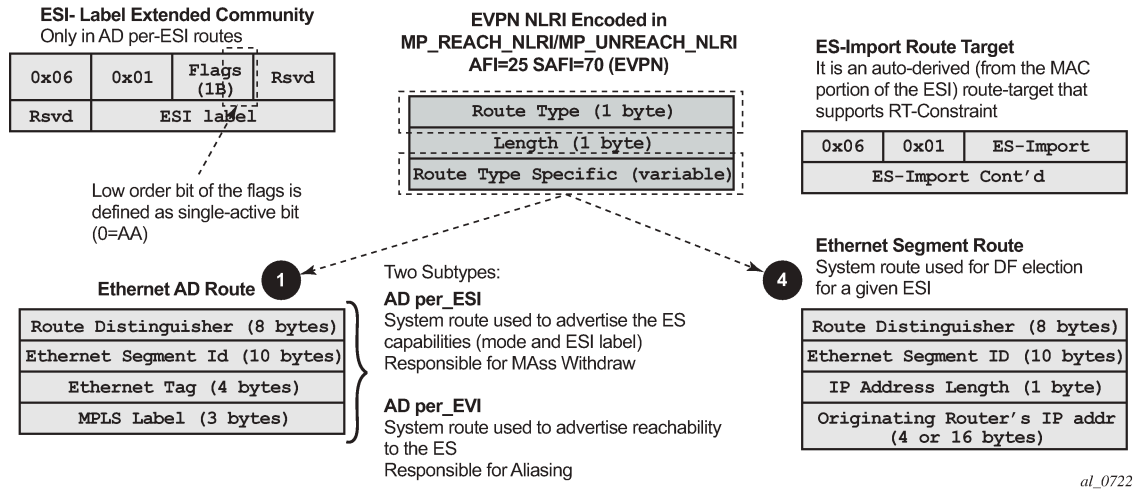 ESI- Label Extended Community
Only in AD per-ESI routes
0x06
0x01
Flags
(1B)
Rsvd
Rsvd
ESI label
Low order bit of the flags is
defined as single-active bit
(0=AA)
EVPN NLRI Encoded in
MP_REACH_NLRI/MP_UNREACH_NLRI
AFI=25 SAFI=70 (EVPN)
Route Type (1 byte)
Length (1 byte)
Route Type Specific (variable)
ES-Import Route Target
It is an auto-derived (from the MAC
portion of the ESI) route-target that
supports RT-Constraint
0x06
0x01
ES-Import
ES-Import Cont'd
1
Ethernet AD Route
Route Distinguisher (8 bytes)
Ethernet Segment Id (10 bytes)
Ethernet Tag (4 bytes)
MPLS Label (3 bytes)
Two Subtypes:
AD per_ESI
System route used to advertise the ES
capabilities (mode and ESI label)
Responsible for MAss Withdraw
AD per_EVI
System route used to advertise reachability
to the ES
Responsible for Aliasing
4
Ethernet Segment Route
System route used for DF election
for a given ESI
Route Distinguisher (8 bytes)
Ethernet Segment ID (10 bytes)
IP Address Length (1 byte)
Originating Router's IP addr
(4 or 16 bytes)
al_0722